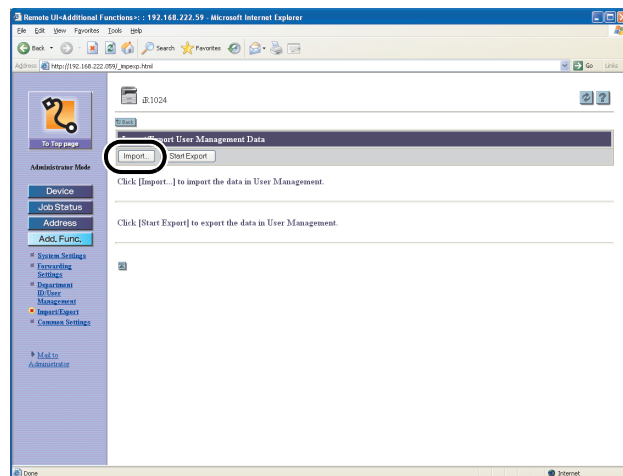 Remote UI<Additional Functions>: : 192.168.222.59 - Microsoft Internet Explorer
File Edit View Favorites Tools Help
Back Search Favorites
Address http://192.168.222.059/_impexp.html Go Links
iR1024
To Top page
Back
Import/Export User Management Data
Import... Start Export
Administrator Mode
Click [Import...] to import the data in User Management.
Device
Job Status
Address
Click [Start Export] to export the data in User Management.
Add. Func.
System Settings
Forwarding
Settings
Department
ID/User
Management
Import/Export
Common Settings
Mail to
Administrator
Done Internet